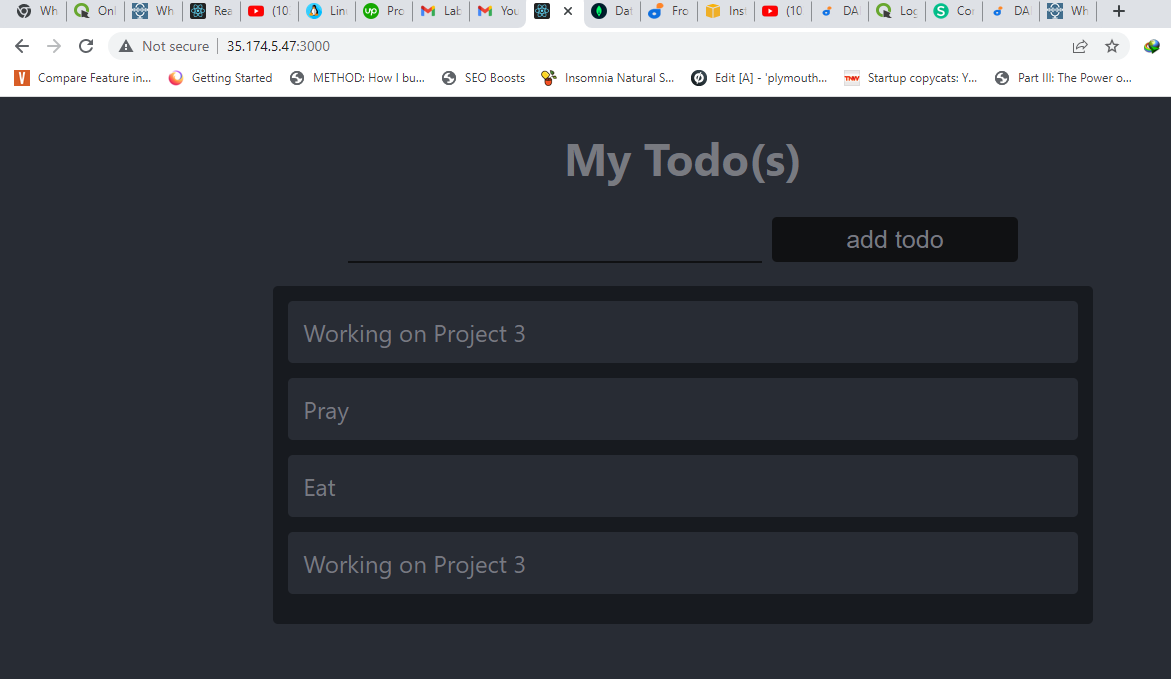 Wh Onl Wh Rea (10 Lin Pro Lab You Dat Fro Inst (10 DA Log Co DA Wh
Not secure 35.174.5.47:3000
Compare Feature in... Getting Started METHOD: How I bu... SEO Boosts Insomnia Natural S... Edit [A] - 'plymouth... TNW Startup copycats: Y... Part III: The Power o...
My Todo(s)
add todo
Working on Project 3
Pray
Eat
Working on Project 3